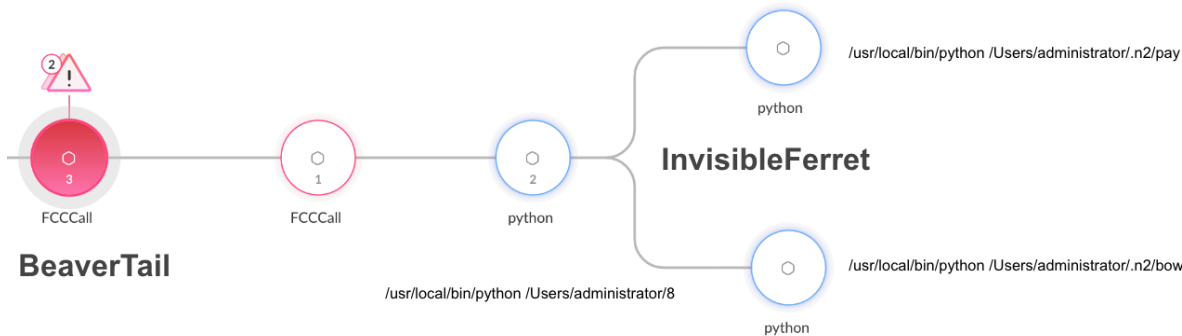 2
3
FCCCall
BeaverTail
1
FCCCall
2
python
/usr/local/bin/python /Users/administrator/8
InvisibleFerret
python
/usr/local/bin/python /Users/administrator/.n2/pay
python
/usr/local/bin/python /Users/administrator/.n2/bow